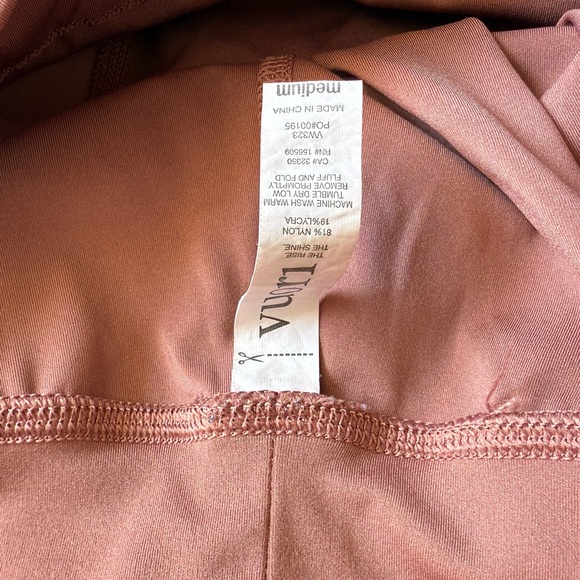 vuori
THE RISE.
THE SHINE.
81% NYLON
19%LYCRA
MACHINE WASH WARM
TUMBLE DRY LOW
REMOVE PROMPTLY
FLUFF AND FOLD
CA# 32350
RN# 156509
VW323
PO#00195
MADE IN CHINA
medium